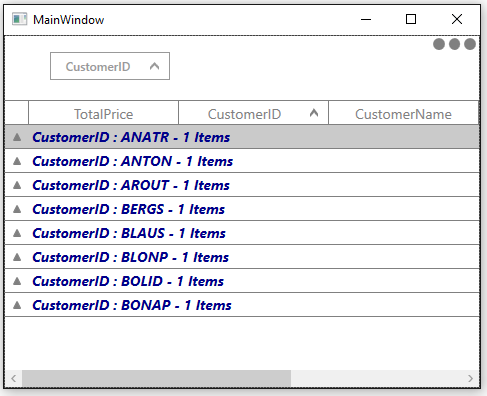 MainWindow
CustomerID
TotalPrice CustomerID CustomerName
CustomerID : ANATR - 1 Items
CustomerID : ANTON - 1 Items
CustomerID : AROUT - 1 Items
CustomerID : BERGS - 1 Items
CustomerID : BLAUS - 1 Items
CustomerID : BLONP - 1 Items
CustomerID : BOLID - 1 Items
CustomerID : BONAP - 1 Items